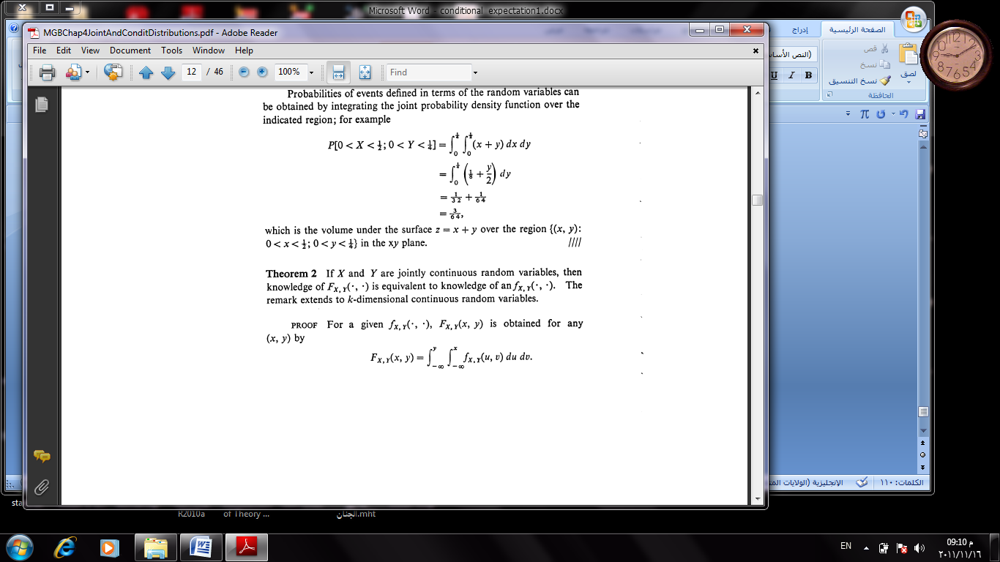 Microsoft Word - conditional expectation1.docx
MGBChap4JointAndConditDistributions.pdf - Adobe Reader
File Edit View Document Tools Window Help
12 / 46 100% Find
الصفحة الرئيسية
إدراج
قص
نسخ
نسخ التنسيق
لصق
الحافظة
(النص الأساس
U I B
Probabilities of events defined in terms of the random variables can
be obtained by integrating the joint probability density function over the
indicated region; for example
P[0 < X < ½; 0 < Y < ¼] = ∫₀^¼ ∫₀^½ (x + y) dx dy
= ∫₀^¼ (⅛ + y/2) dy
= 1/32 + 1/64
= 3/64,
which is the volume under the surface z = x + y over the region {(x, y):
0 < x < ½; 0 < y < ¼} in the xy plane. ////
Theorem 2 If X and Y are jointly continuous random variables, then
knowledge of F_{X,Y}(·, ·) is equivalent to knowledge of an f_{X,Y}(·, ·). The
remark extends to k-dimensional continuous random variables.
PROOF For a given f_{X,Y}(·, ·), F_{X,Y}(x, y) is obtained for any
(x, y) by
F_{X,Y}(x, y) = ∫_{-∞}^{y} ∫_{-∞}^{x} f_{X,Y}(u, v) du dv.
الكلمات: ١١٠
الإنجليزية (الولايات
R2010a
of Theory ...
الجنان.mht
EN
09:10 م
٢٠١١/١١/١٦